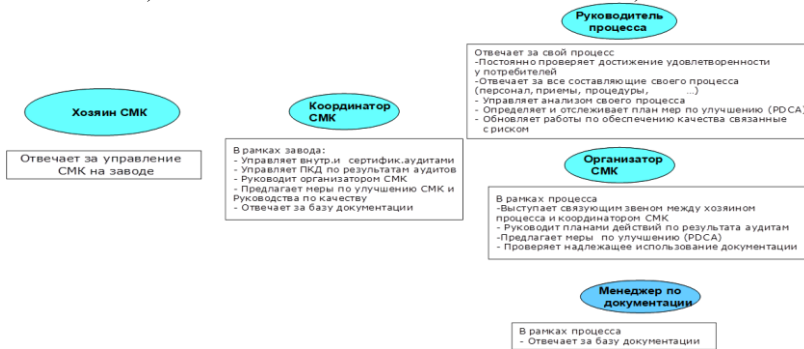 Хозяин СМК
Отвечает за управление
СМК на заводе
Координатор
СМК
В рамках завода:
- Управляет внутр.и сертифик.аудитами
- Управляет ПКД по результатам аудитов
- Руководит организатором СМК
- Предлагает меры по улучшению СМК и
Руководства по качеству
- Отвечает за базу документации
Руководитель
процесса
Отвечает за свой процесс
-Постоянно проверяет достижение удовлетворенности
у потребителей
-Отвечает за все составляющие своего процесса
(персонал, приемы, процедуры, ...)
- Управляет анализом своего процесса
- Определяет и отслеживает план мер по улучшению (PDCA)
- Обновляет работы по обеспечению качества связанные
с риском
Организатор
СМК
В рамках процесса
-Выступает связующим звеном между хозяином
процесса и координатором СМК
- Руководит планами действий по результата аудитам
-Предлагает меры по улучшению (PDCA)
- Проверяет надлежащее использование документации
Менеджер по
документации
В рамках процесса
- Отвечает за базу документации